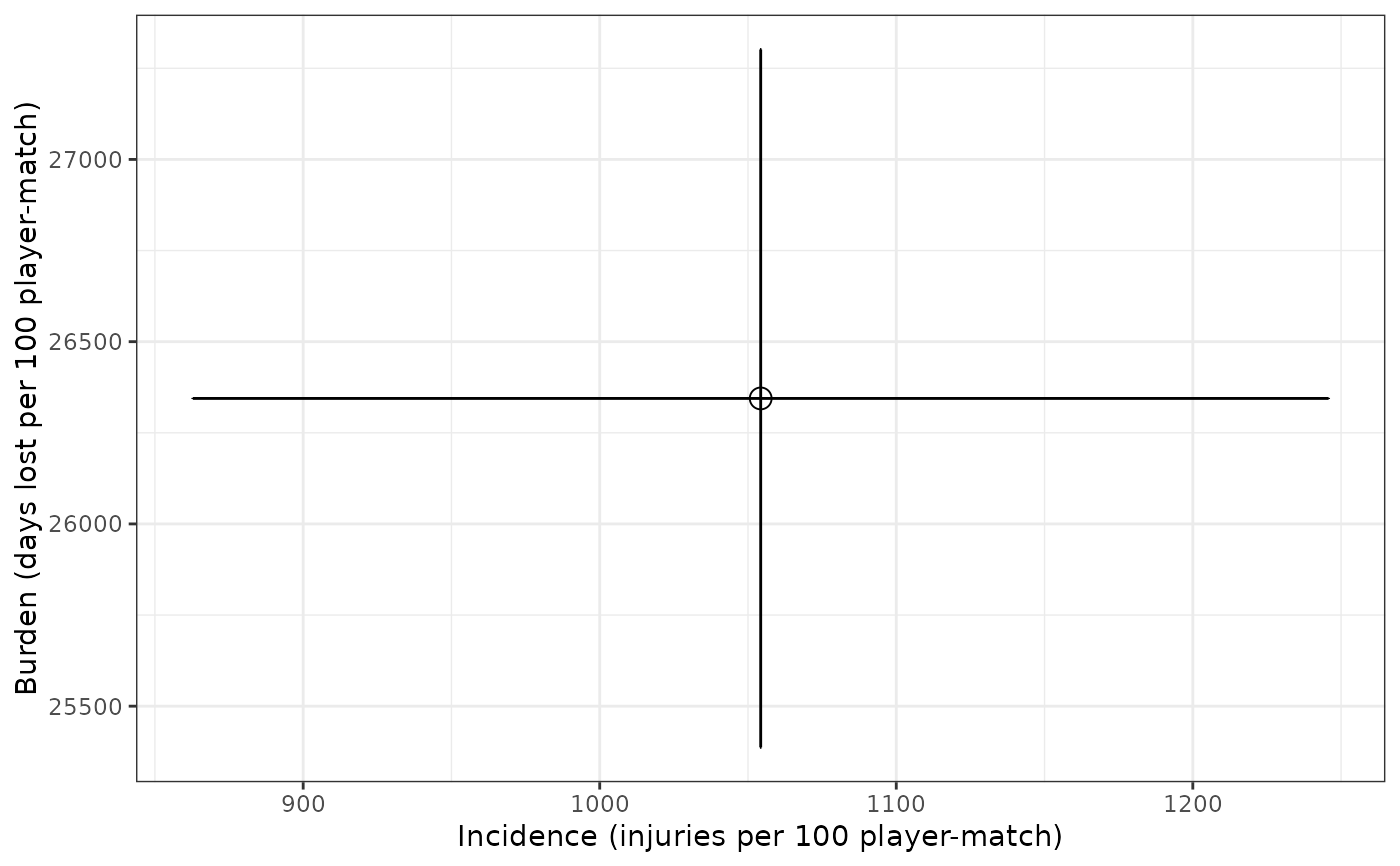 Burden (days lost per 100 player-match)
27000
26500
26000
25500
900 1000 1100 1200
Incidence (injuries per 100 player-match)